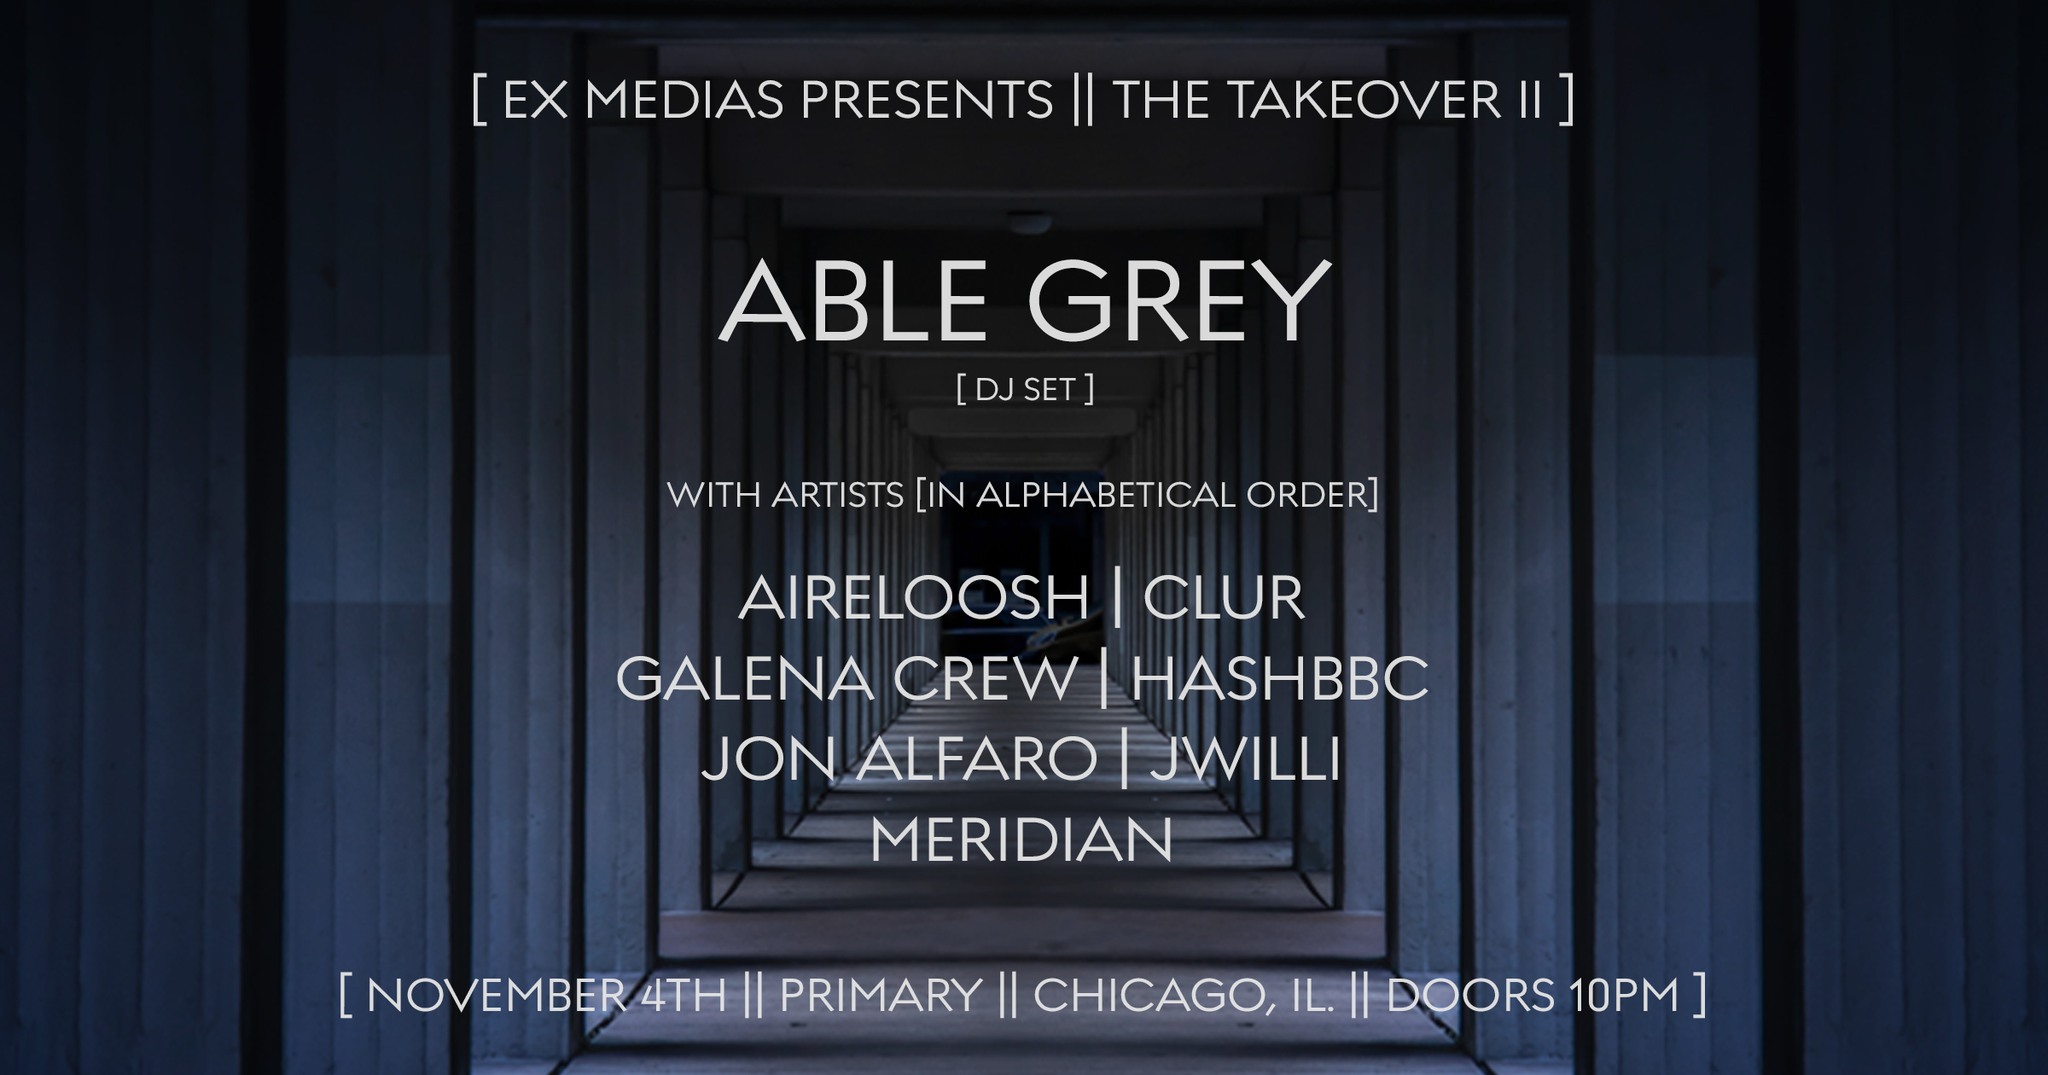 [ EX MEDIAS PRESENTS || THE TAKEOVER II ]
ABLE GREY
[ DJ SET ]
WITH ARTISTS [IN ALPHABETICAL ORDER]
AIRELOOSH | CLUR
GALENA CREW | HASHBBC
JON ALFARO | JWILLI
MERIDIAN
[ NOVEMBER 4TH || PRIMARY || CHICAGO, IL. || DOORS 10PM ]